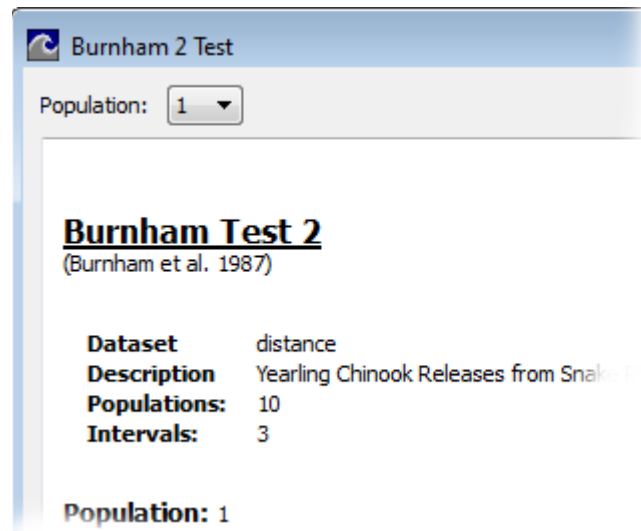 Burnham 2 Test
Population: 1
Burnham Test 2
(Burnham et al. 1987)
Dataset distance
Description Yearling Chinook Releases from Snake
Populations: 10
Intervals: 3
Population: 1